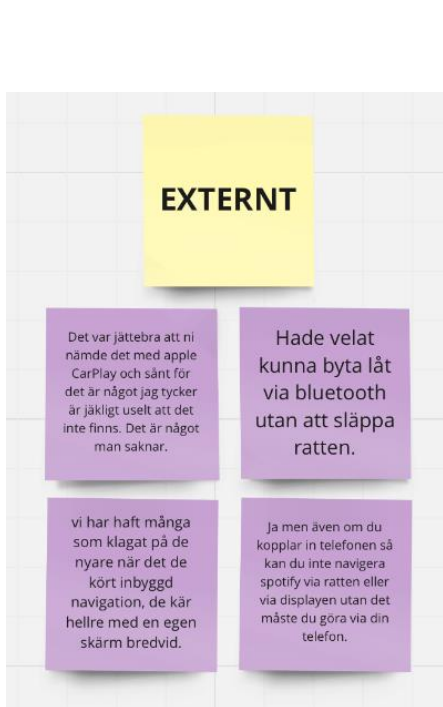 EXTERNT
Det var jättebra att ni
nämde det med apple
CarPlay och sånt för
det är något jag tycker
är jäkligt uselt att det
inte finns. Det är något
man saknar.
Hade velat
kunna byta låt
via bluetooth
utan att släppa
ratten.
vi har haft många
som klagat på de
nyare när det de
kört inbyggd
navigation, de kär
hellre med en egen
skärm bredvid.
Ja men även om du
kopplar in telefonen så
kan du inte navigera
spotify via ratten eller
via displayen utan det
måste du göra via din
telefon.